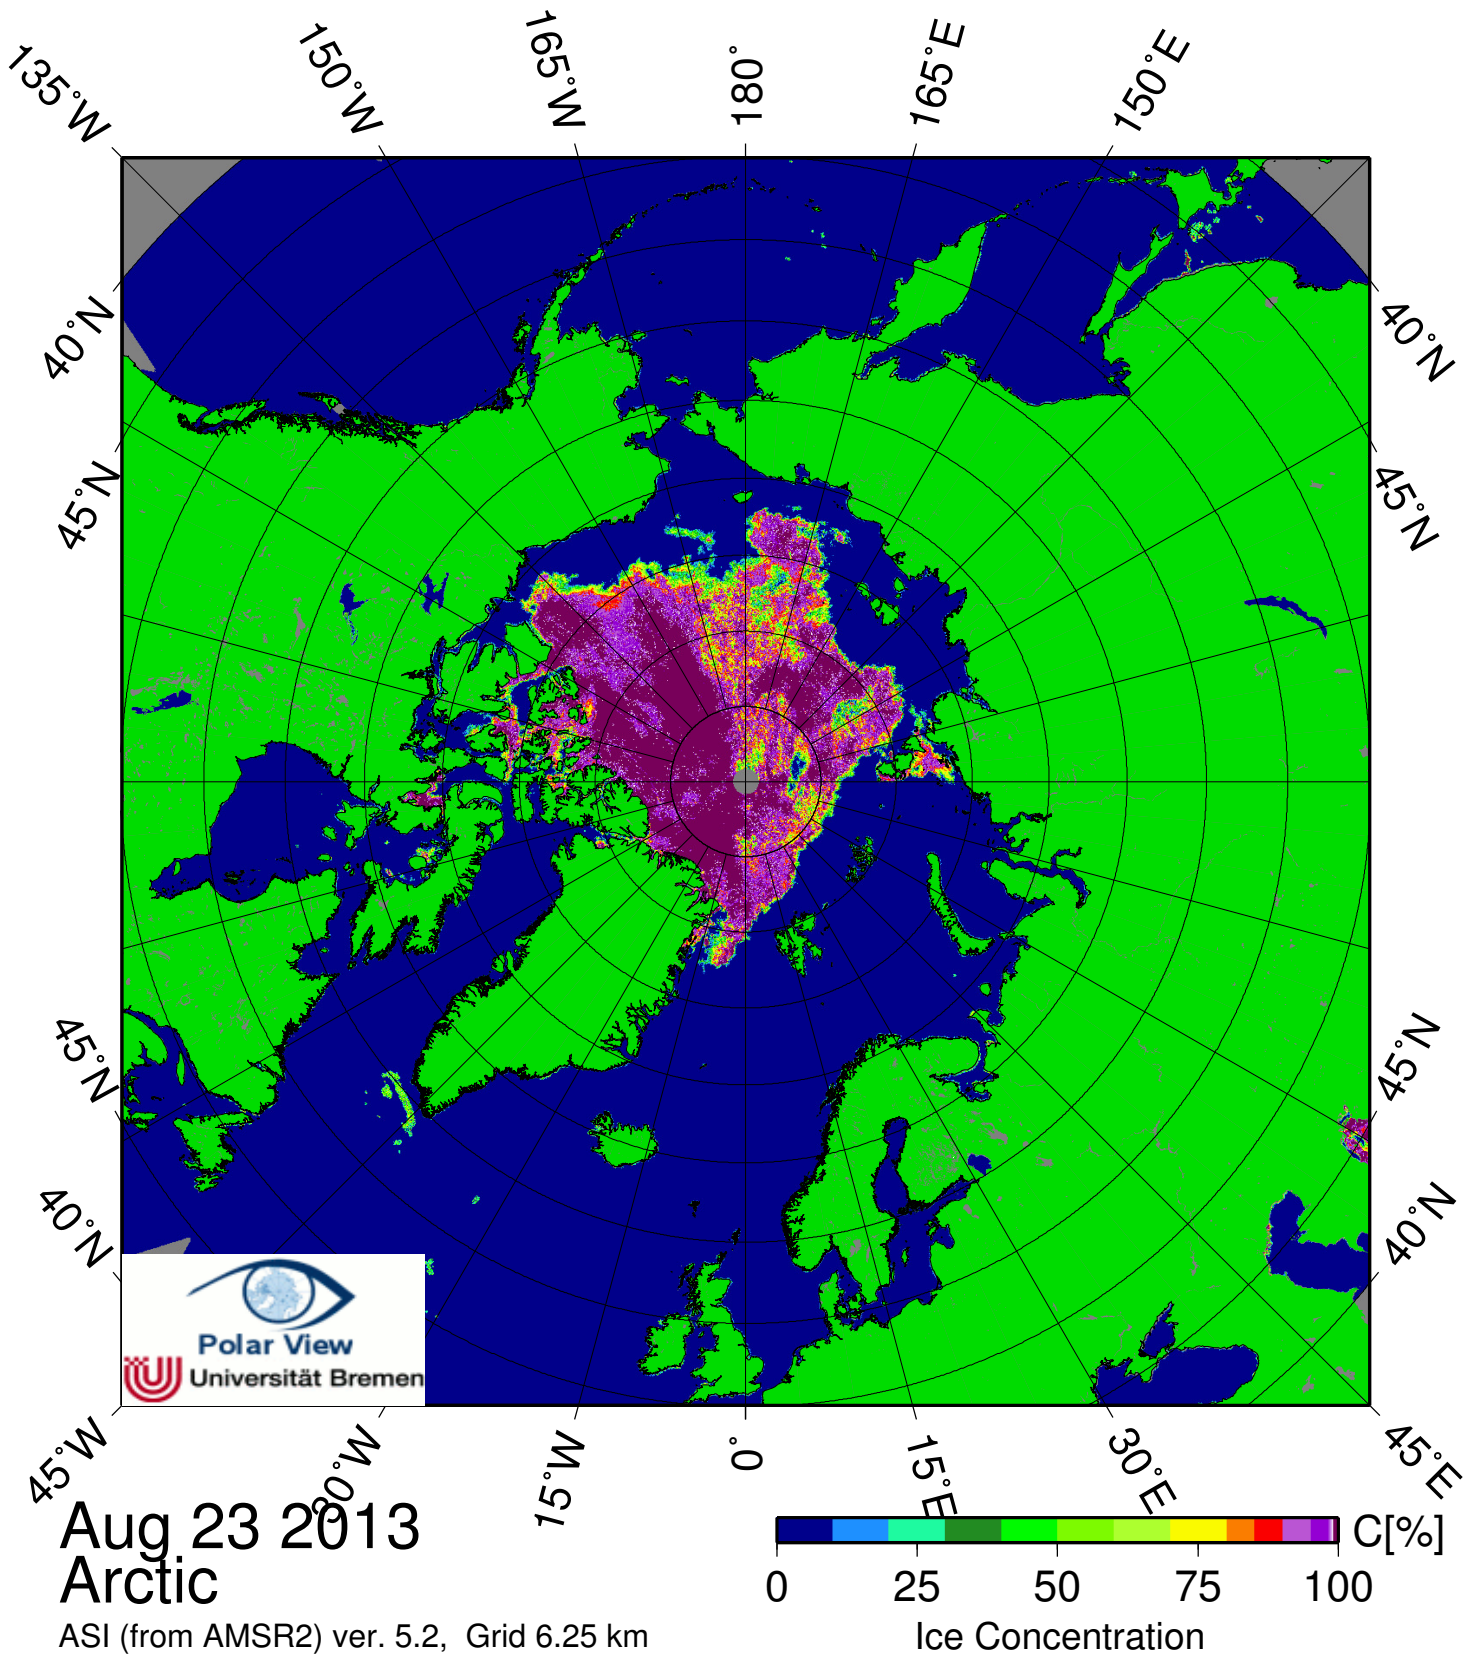 135°W
150°W
165°W
180°
165°E
150°E
40°N
40°N
45°N
45°N
45°N
45°N
40°N
40°N
Polar View
Universität Bremen
45°W
30°W
15°W
0°
15°E
30°E
45°E
Aug 23 2013
Arctic
ASI (from AMSR2) ver. 5.2, Grid 6.25 km
C[%]
0 25 50 75 100
Ice Concentration